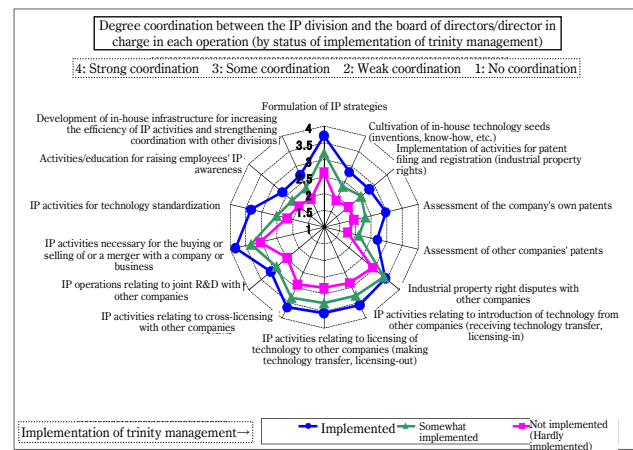 Degree coordination between the IP division and the board of directors/director in
charge in each operation (by status of implementation of trinity management)
4: Strong coordination 3: Some coordination 2: Weak coordination 1: No coordination
Formulation of IP strategies
Cultivation of in-house technology seeds
(inventions, know-how, etc.)
Implementation of activities for patent
filing and registration (industrial property
rights)
Assessment of the company's own patents
Assessment of other companies' patents
Industrial property right disputes with
other companies
IP activities relating to introduction of technology from
other companies (receiving technology transfer,
licensing-in)
IP activities relating to licensing of
technology to other companies (making
technology transfer, licensing-out)
IP activities relating to cross-licensing
with other companies
IP operations relating to joint R&D with
other companies
IP activities necessary for the buying or
selling of or a merger with a company or
business
IP activities for technology standardization
Activities/education for raising employees' IP
awareness
Development of in-house infrastructure for increasing
the efficiency of IP activities and strengthening
coordination with other divisions
4
3.5
3
2.5
2
1.5
1
Implementation of trinity management→
Implemented
Somewhat
implemented
Not implemented
(Hardly
implemented)